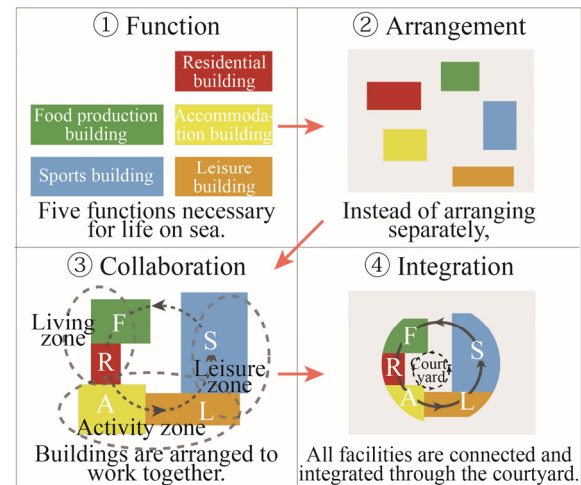 ① Function
Residential
building
Food production
building
Accommoda-
tion building
Sports building
Leisure
building
Five functions necessary
for life on sea.
② Arrangement
Instead of arranging
separately,
③ Collaboration
Living
zone
F
R
A
S
L
Leisure
zone
Activity zone
Buildings are arranged to
work together.
④ Integration
F
R
A
S
L
Court
yard
All facilities are connected and
integrated through the courtyard.